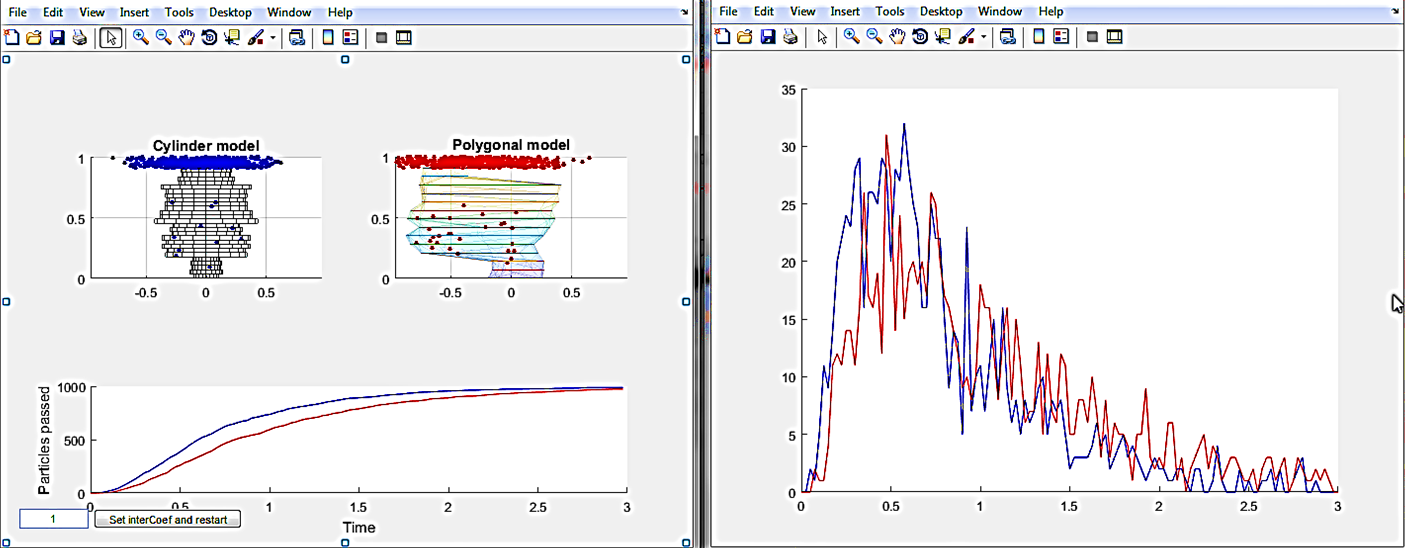 File Edit View Insert Tools Desktop Window Help
Cylinder model
1
0.5
0
-0.5 0 0.5
Polygonal model
1
0.5
0
-0.5 0 0.5
Particles passed
1000
500
0
0 0.5 1 1.5 2 2.5 3
Time
1
Set interCoef and restart
File Edit View Insert Tools Desktop Window Help
35
30
25
20
15
10
5
0
0 0.5 1 1.5 2 2.5 3